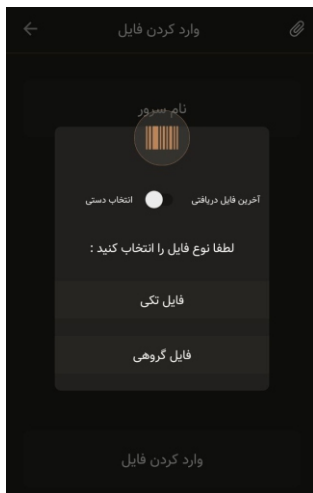 وارد کردن فایل
نام سرور
آخرین فایل دریافتی
انتخاب دستی
لطفا نوع فایل را انتخاب کنید :
فایل تکی
فایل گروهی
وارد کردن فایل